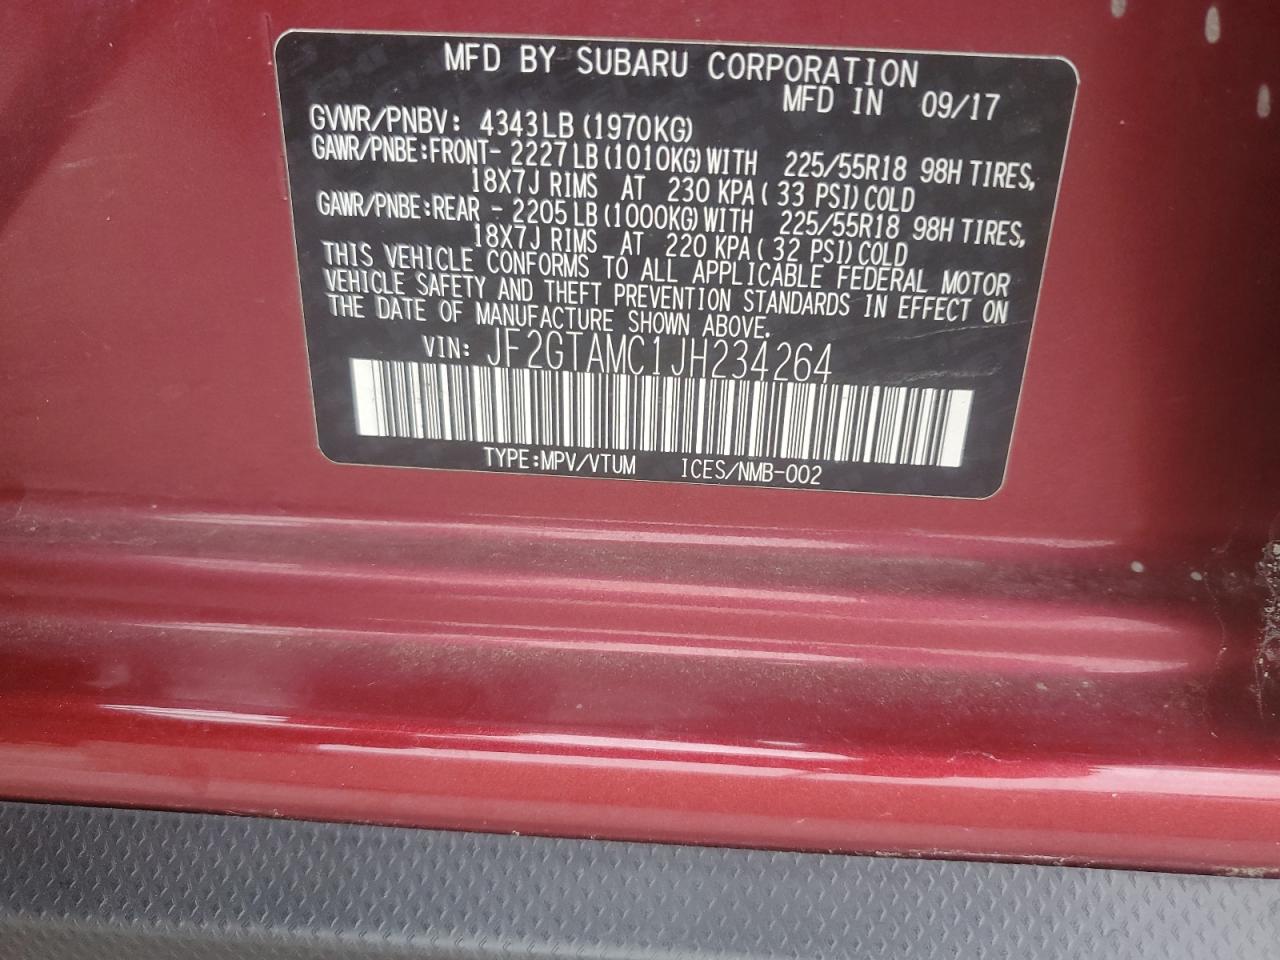 MFD BY SUBARU CORPORATION
MFD IN 09/17
GVWR/PNBV: 4343LB (1970KG)
GAWR/PNBE:FRONT- 2227LB (1010KG) WITH 225/55R18 98H TIRES,
18X7J RIMS AT 230 KPA ( 33 PSI) COLD
GAWR/PNBE:REAR - 2205LB (1000KG) WITH 225/55R18 98H TIRES,
18X7J RIMS AT 220 KPA ( 32 PSI) COLD
THIS VEHICLE CONFORMS TO ALL APPLICABLE FEDERAL MOTOR
VEHICLE SAFETY AND THEFT PREVENTION STANDARDS IN EFFECT ON
THE DATE OF MANUFACTURE SHOWN ABOVE.
VIN: JF2GTAMC1JH234264
TYPE:MPV/VTUM ICES/NMB-002